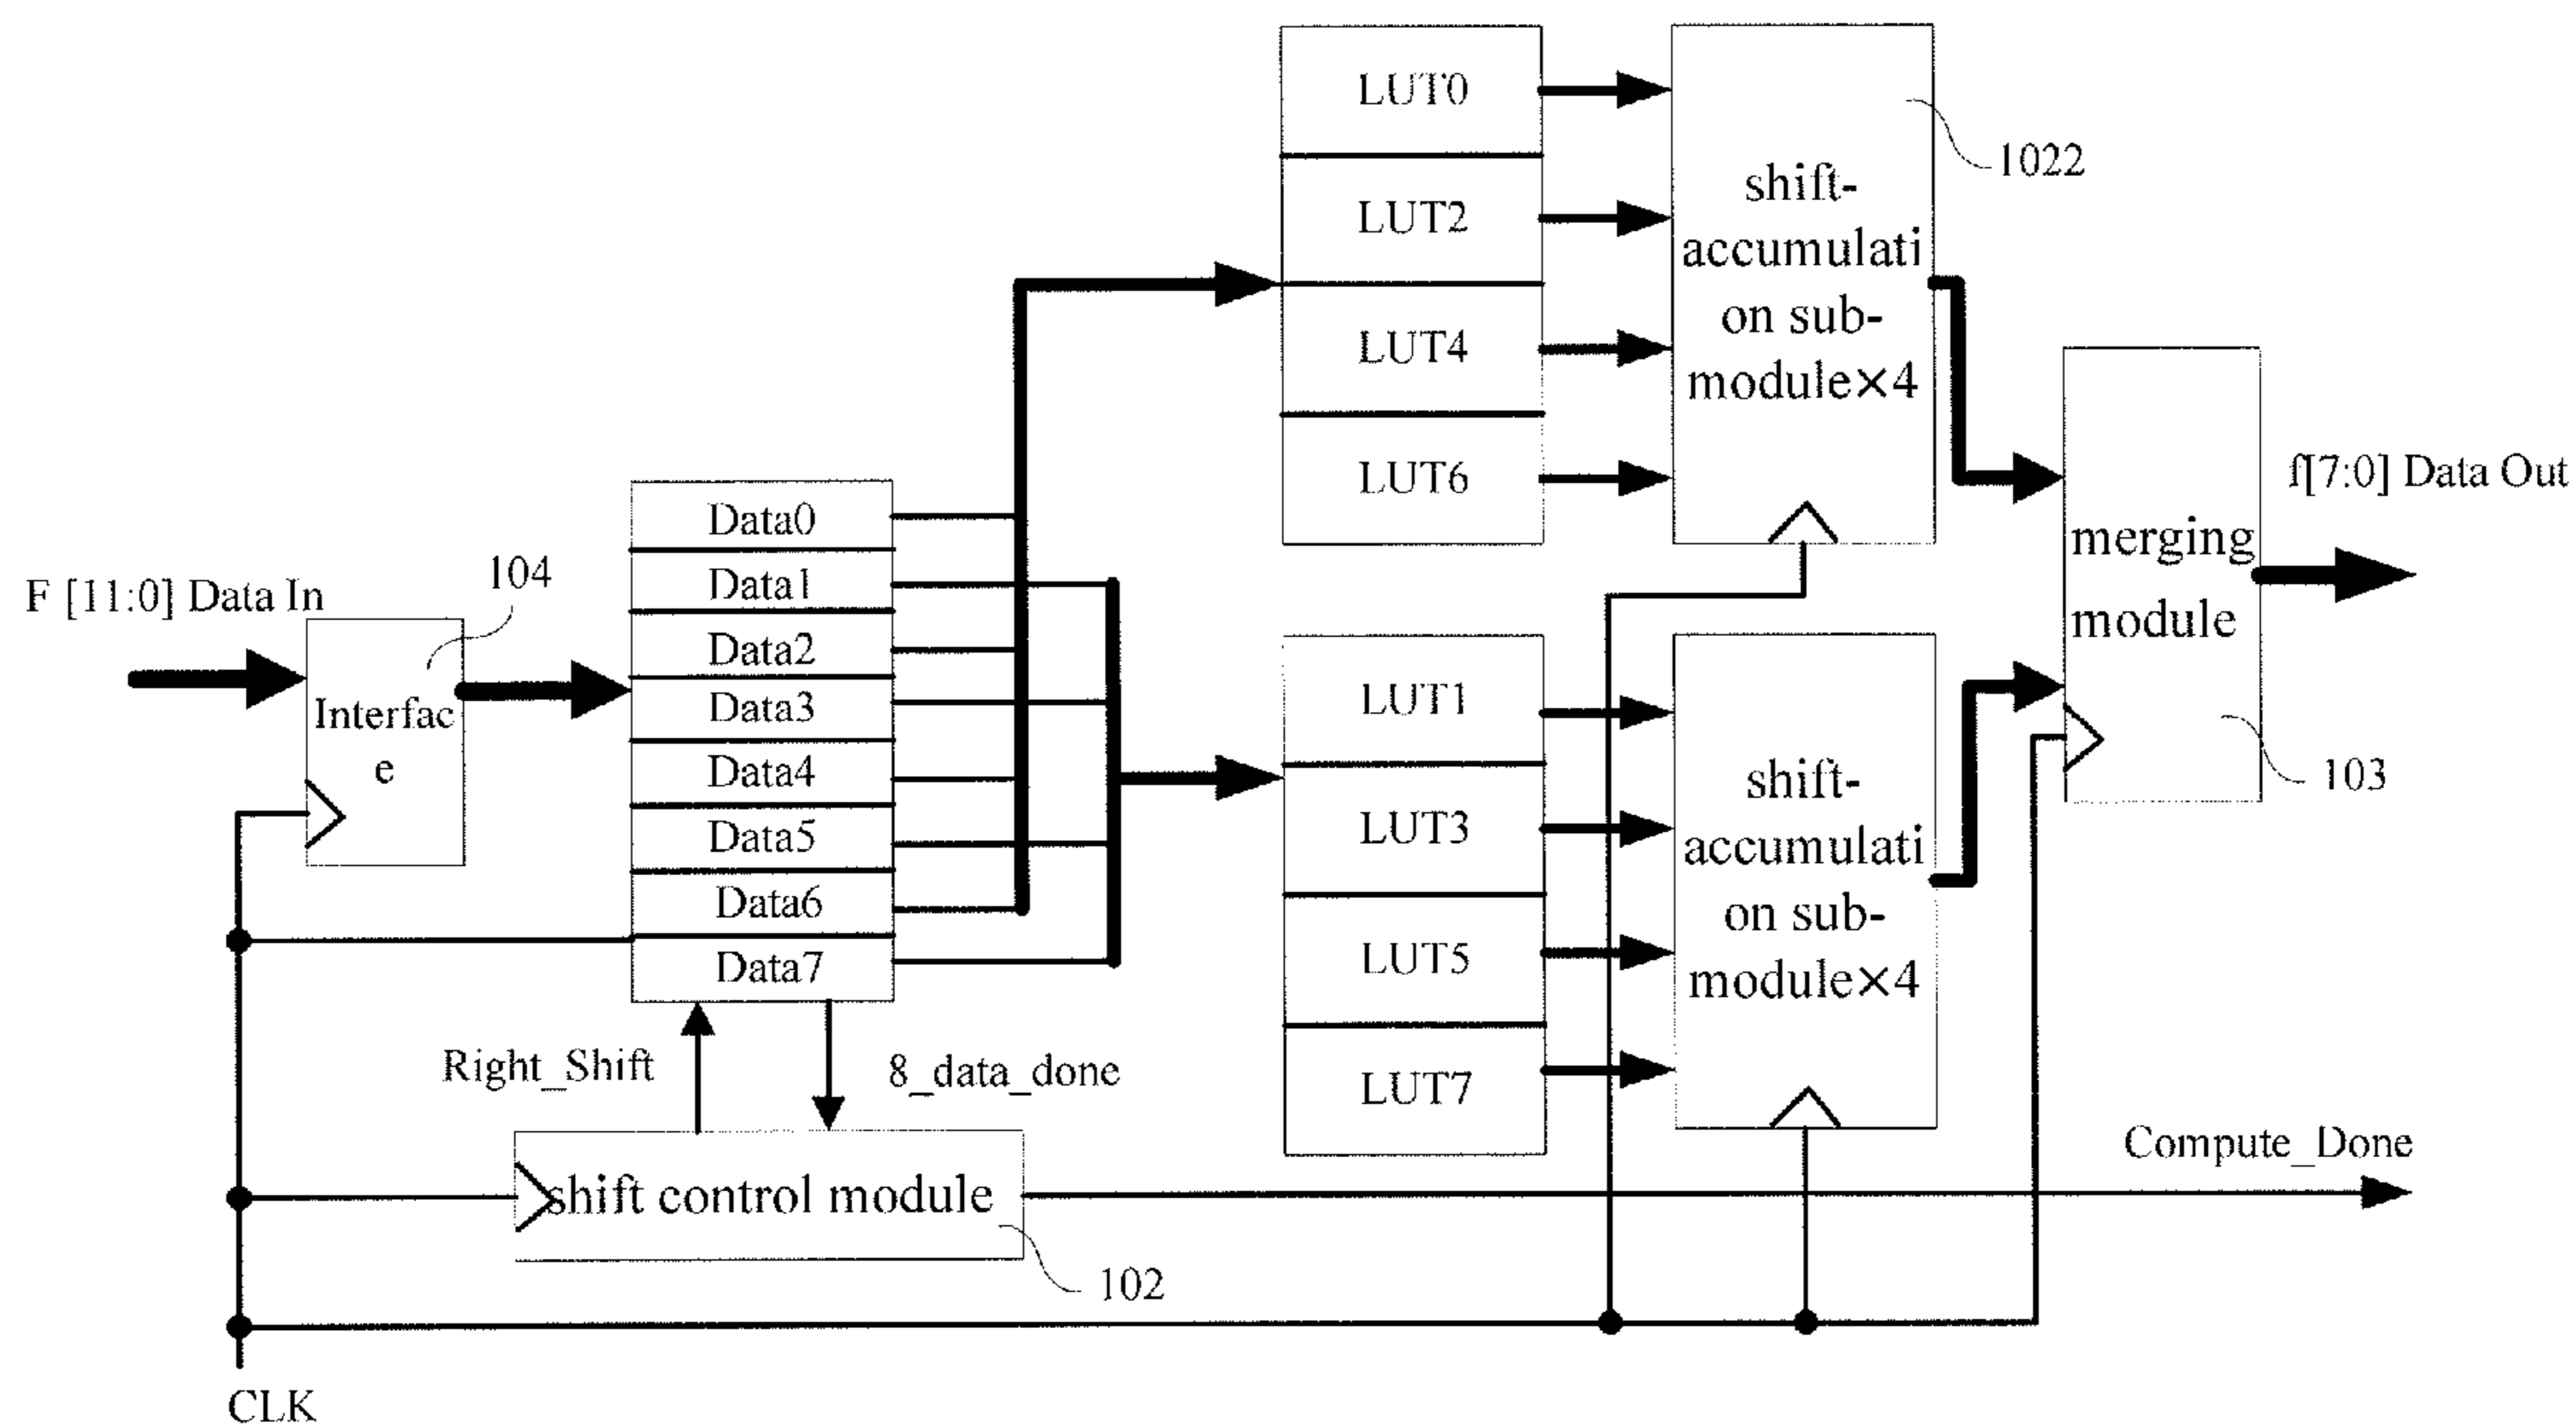 LUT0
LUT2
LUT4
LUT6
shift-
accumulati
on sub-
module×4
1022
F [11:0] Data In
104
Interfac
e
Data0
Data1
Data2
Data3
Data4
Data5
Data6
Data7
LUT1
LUT3
LUT5
LUT7
shift-
accumulati
on sub-
module×4
merging
module
f[7:0] Data Out
103
Right_Shift
8_data_done
shift control module
102
Compute_Done
CLK